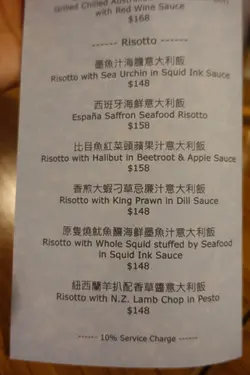 Grilled Chilled
with Red Wine Sauce
$168
------ Risotto ------
墨魚汁海膽意大利飯
Risotto with Sea Urchin in Squid Ink Sauce
$148
西班牙海鮮意大利飯
España Saffron Seafood Risotto
$158
比目魚紅菜頭蘋果汁意大利飯
Risotto with Halibut in Beetroot & Apple Sauce
$158
香煎大蝦刁草忌廉汁意大利飯
Risotto with King Prawn in Dill Sauce
$148
原隻燒魷魚釀海鮮墨魚汁意大利飯
Risotto with Whole Squid stuffed by Seafood
in Squid Ink Sauce
$148
紐西蘭羊扒配香草醬意大利飯
Risotto with N.Z. Lamb Chop in Pesto
$148
------ 10% Service Charge ------